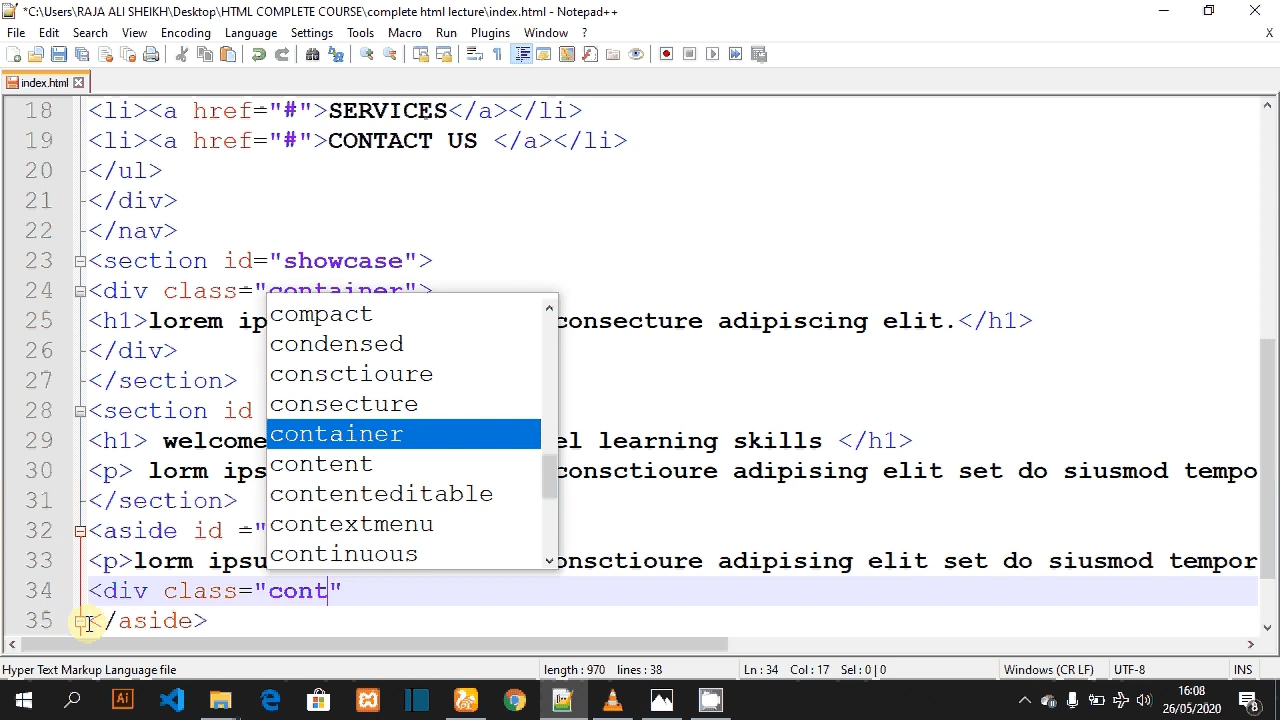 *C:\Users\RAJA ALI SHEIKH\Desktop\HTML COMPLETE COURSE\complete html lecture\index.html - Notepad++
File Edit Search View Encoding Language Settings Tools Macro Run Plugins Window ? X
index.html
18 <li><a href="#">SERVICES</a></li>
19 <li><a href="#">CONTACT US </a></li>
20 </ul>
21 </div>
22 </nav>
23 <section id="showcase">
24 <div class="container">
compact
25 <h1>lorem ip consecture adipiscing elit.</h1>
condensed
26 </div>
consctioure
27 </section>
consecture
28 <section id
container
29 <h1> welcome el learning skills </h1>
content
30 <p> lorm ips consctioure adipising elit set do siusmod tempo
contenteditable
31 </section>
contextmenu
32 <aside id ="
continuous
33 <p>lorm ipsu consctioure adipising elit set do siusmod tempor
34 <div class="cont"
35 </aside>
Hyper Text Markup Language file length : 970 lines : 38 Ln : 34 Col : 17 Sel : 0 | 0 Windows (CR LF) UTF-8 INS
Ai
16:08
26/05/2020
8